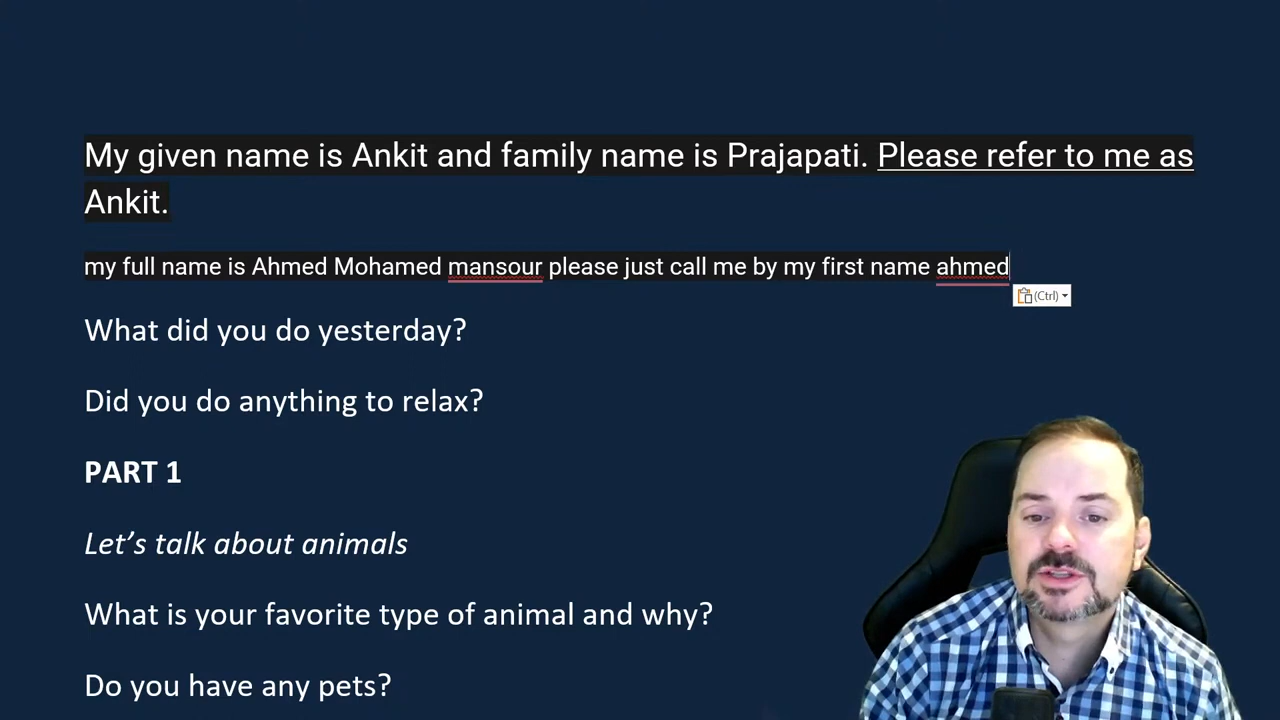 My given name is Ankit and family name is Prajapati. Please refer to me as
Ankit.
my full name is Ahmed Mohamed mansour please just call me by my first name ahmed
(Ctrl)
What did you do yesterday?
Did you do anything to relax?
PART 1
Let’s talk about animals
What is your favorite type of animal and why?
Do you have any pets?